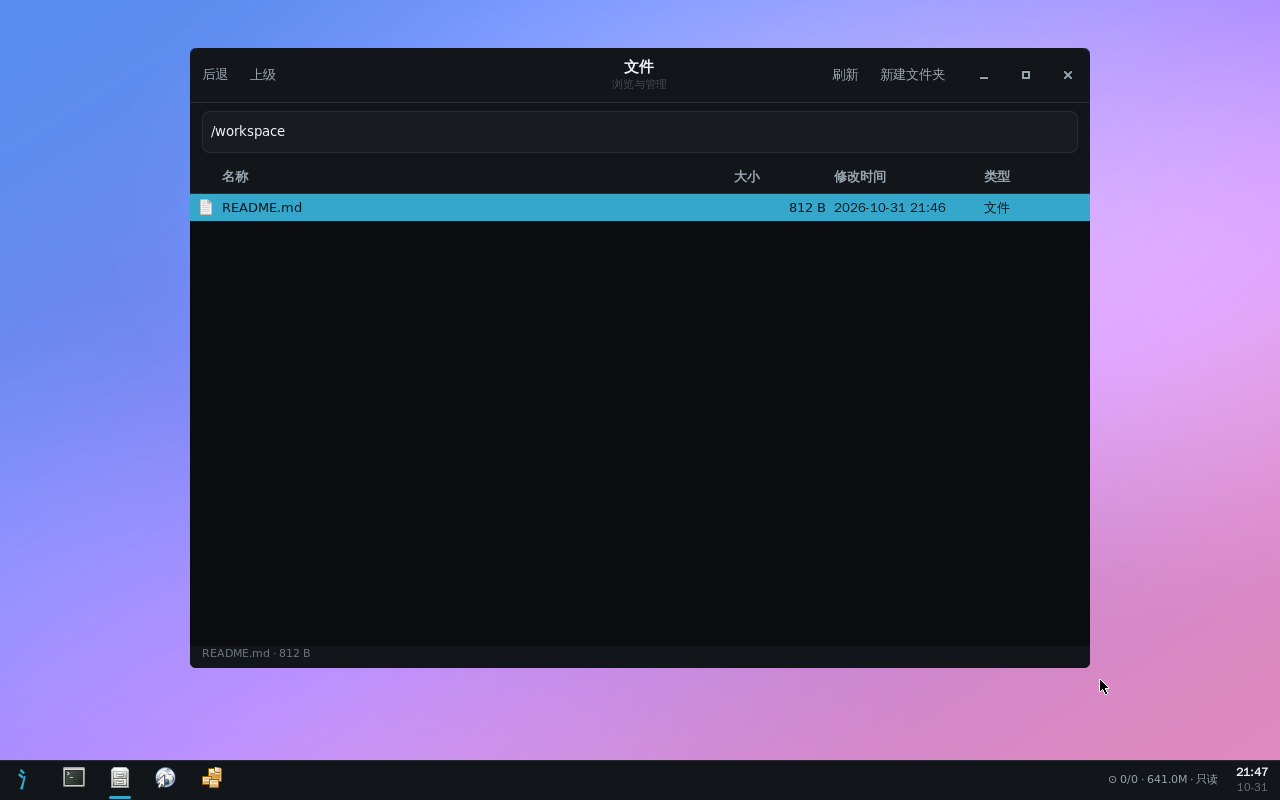 后退 上级 文件 刷新 新建文件夹
浏览与管理
/workspace
名称 大小 修改时间 类型
README.md 812 B 2026-10-31 21:46 文件
README.md · 812 B
⊙ 0/0 · 641.0M · 只读 21:47
10-31